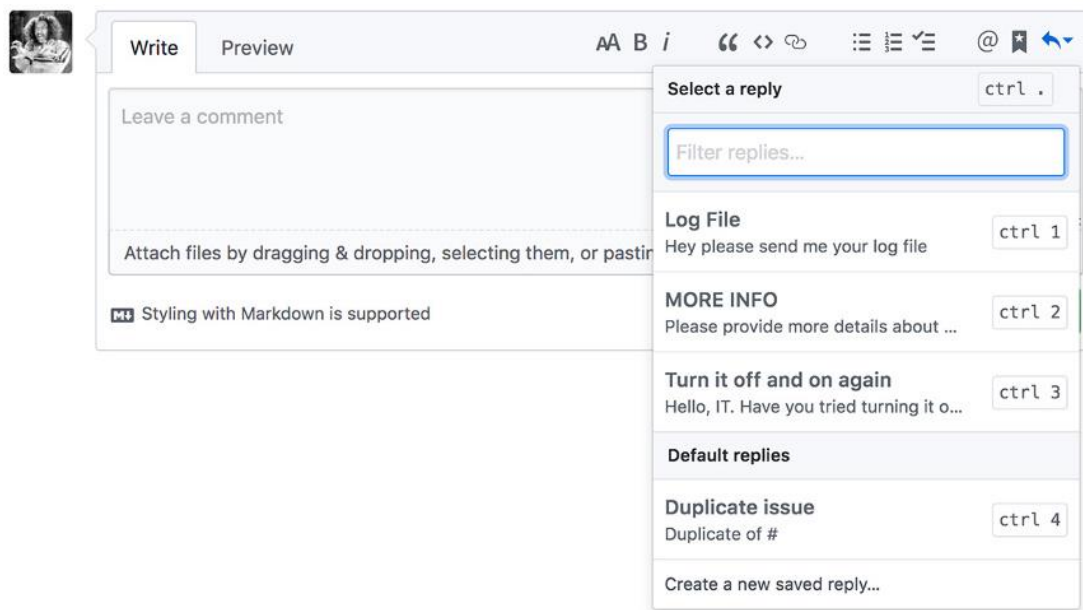 Write
Preview
AA B i “ <> @
Select a reply
ctrl .
Leave a comment
Filter replies...
Log File
ctrl 1
Hey please send me your log file
Attach files by dragging & dropping, selecting them, or
MORE INFO
ctrl 2
Styling with Markdown is supported
Please provide more details about ...
Turn it off and on again
ctrl 3
Hello, IT. Have you tried turning it o...
Default replies
Duplicate issue
ctrl 4
Duplicate of #
Create a new saved reply...